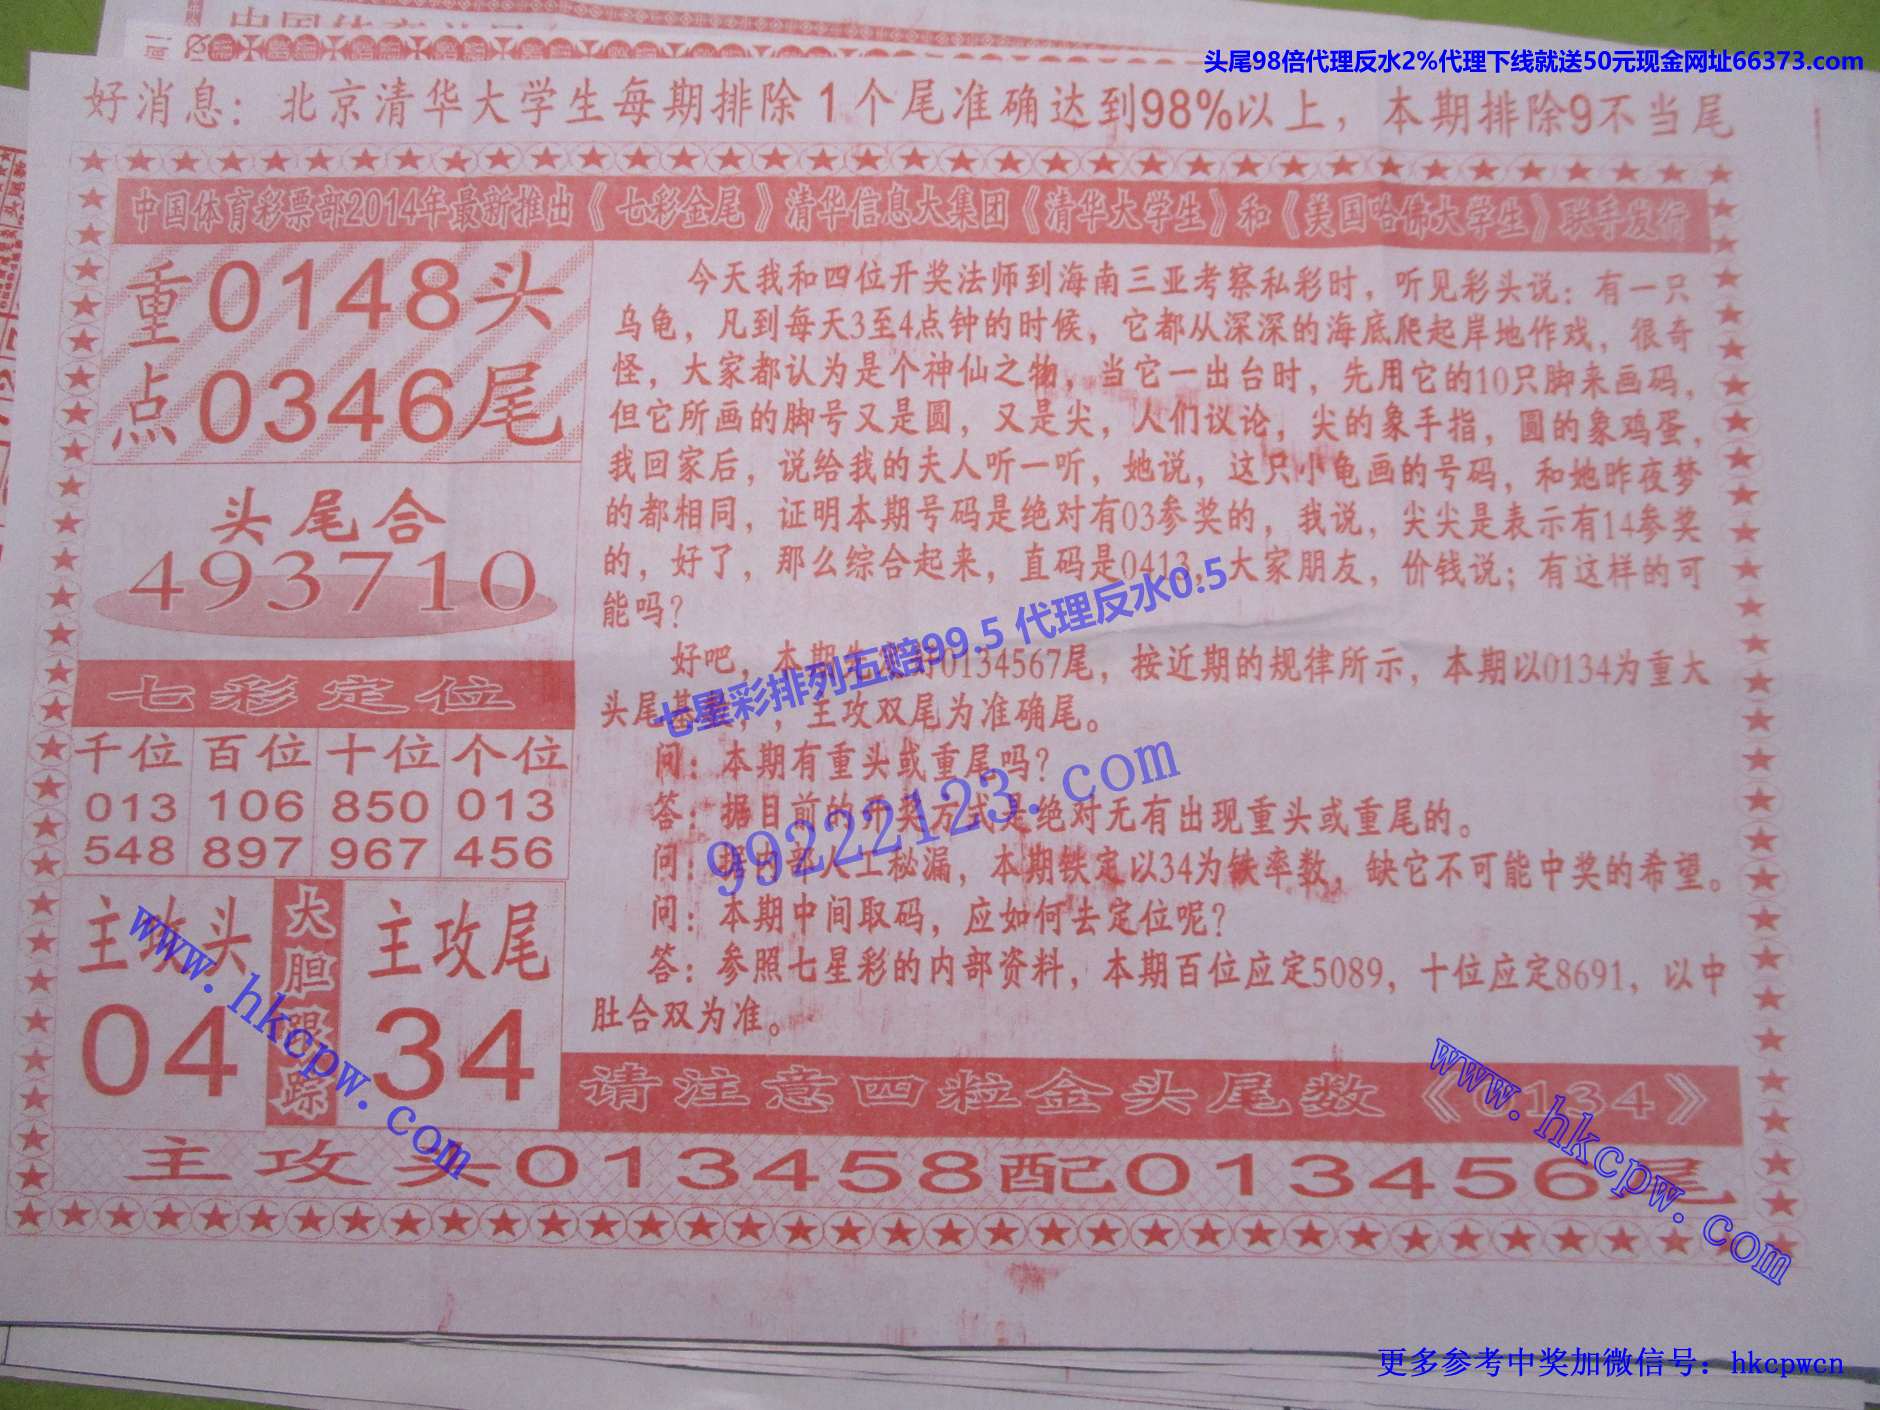 头尾98倍代理反水2%代理下线就送50元现金网址66373.com
好消息：北京清华大学生每期排除1个尾准确达到98%以上，本期排除9不当尾
中国体育彩票部2014年最新推出《七彩金尾》清华信息大集团《清华大学生》和《美国哈佛大学生》联手发行
重0148头
点0346尾
头尾合
493710
七彩定位
千位 百位 十位 个位
013 106 850 013
548 897 967 456
主攻头
04
大胆跟踪
主攻尾
34
今天我和四位开奖法师到海南三亚考察私彩时，听见彩头说：有一只
乌龟，凡到每天3至4点钟的时候，它都从深深的海底爬起岸地作戏，很奇
怪，大家都认为是个神仙之物，当它一出台时，先用它的10只脚来画码，
但它所画的脚号又是圆，又是尖，人们议论，尖的象手指，圆的象鸡蛋，
我回家后，说给我的夫人听一听，她说，这只小龟画的号码，和她昨夜梦
的都相同，证明本期号码是绝对有03参奖的，我说，尖尖是表示有14参奖
的，好了，那么综合起来，直码是0413，大家朋友，价钱说；有这样的可
能吗？
好吧，本期 0134567尾，按近期的规律所示，本期以0134为重大
头尾基 ，主攻双尾为准确尾。
问：本期有重头或重尾吗？
答：据目前的开奖方式是绝对无有出现重头或重尾的。
问：据内部人士秘漏，本期铁定以34为铁率数，缺它不可能中奖的希望。
问：本期中间取码，应如何去定位呢？
答：参照七星彩的内部资料，本期百位应定5089，十位应定8691，以中
肚合双为准。
请注意四粒金头尾数《0134》
主攻头013458配013456尾
七星彩排列五赔99.5 代理反水0.5
99222123.com
www.hkcpw.com
www.hkcpw.com
更多参考中奖加微信号：hkcpwcn